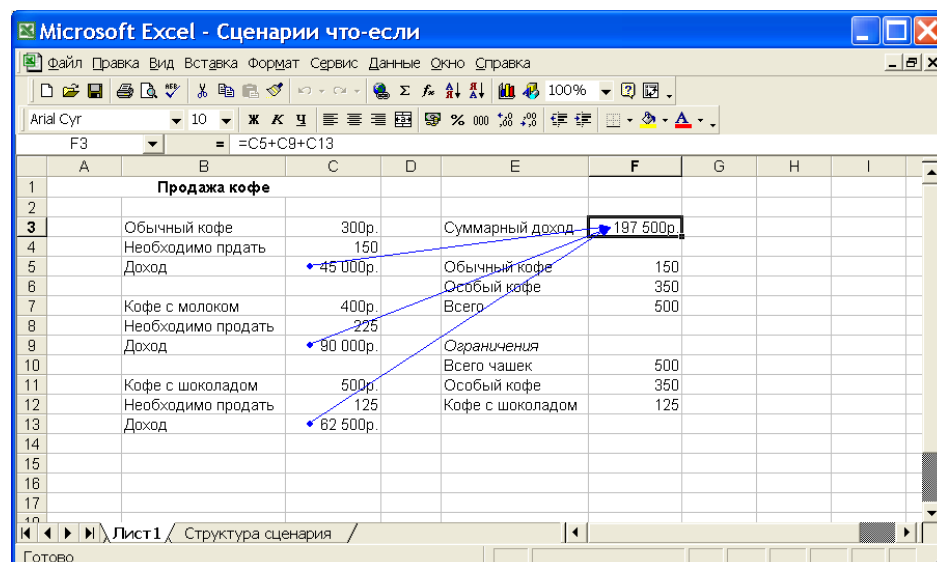 Microsoft Excel - Сценарии что-если
Файл Правка Вид Вставка Формат Сервис Данные Окно Справка
100%
Arial Cyr 10 Ж К Ч % 000
F3 = =C5+C9+C13
A B C D E F G H I
1 Продажа кофе
2
3 Обычный кофе 300р. Суммарный доход 197 500р.
4 Необходимо прдать 150
5 Доход 45 000р. Обычный кофе 150
6 Особый кофе 350
7 Кофе с молоком 400р. Всего 500
8 Необходимо продать 225
9 Доход 90 000р. Ограничения
10 Всего чашек 500
11 Кофе с шоколадом 500р. Особый кофе 350
12 Необходимо продать 125 Кофе с шоколадом 125
13 Доход 62 500р.
14
15
16
17
Лист1 Структура сценария
Готово